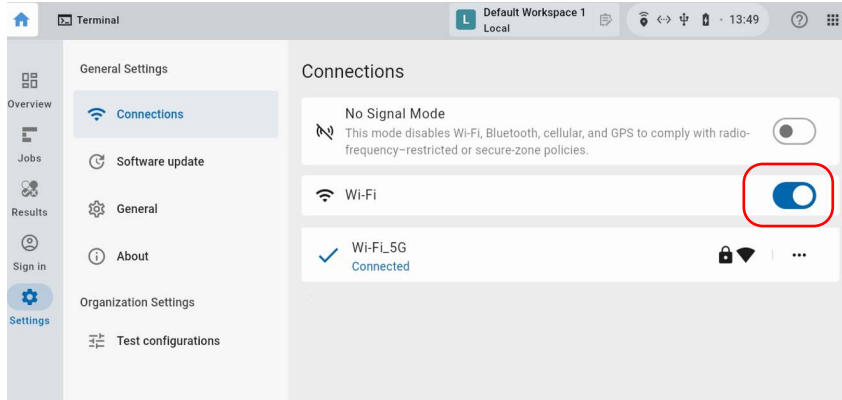 Terminal
L
Default Workspace 1
Local
13:49
General Settings
Connections
Software update
General
About
Organization Settings
Test configurations
Overview
Jobs
Results
Sign in
Settings
Connections
No Signal Mode
This mode disables Wi-Fi, Bluetooth, cellular, and GPS to comply with radio-
frequency–restricted or secure-zone policies.
Wi-Fi
Wi-Fi_5G
Connected